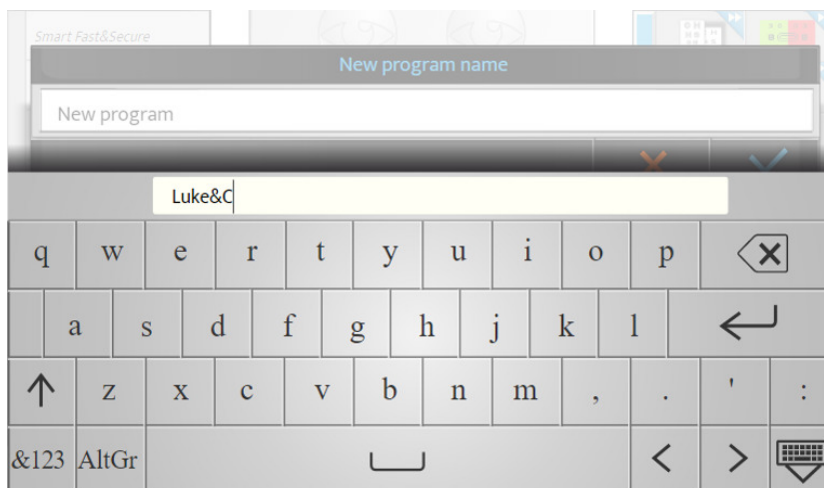 Smart Fast&Secure
New program name
New program
Luke&C
q w e r t y u i o p
a s d f g h j k l
z x c v b n m , . ' :
&123 AltGr < >